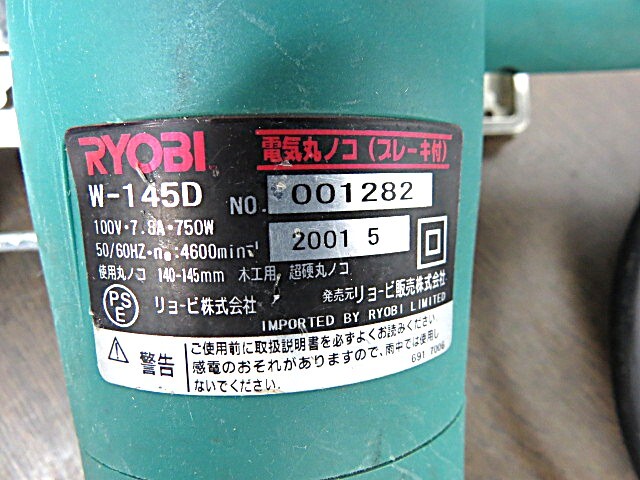 RYOBI 電気丸ノコ(ブレーキ付)
W-145D NO. 001282
100V・7.8A・750W
50/60HZ・n₀:4600min⁻¹ 2001 5
使用丸ノコ 140-145mm 木工用, 超硬丸ノコ
PS E リョービ株式会社 発売元リョービ販売株式会社
IMPORTED BY RYOBI LIMITED
警告
ご使用前に取扱説明書を必ずよくお読みください。
感電のおそれがありますので、雨中では使用し
ないでください。
691 7006